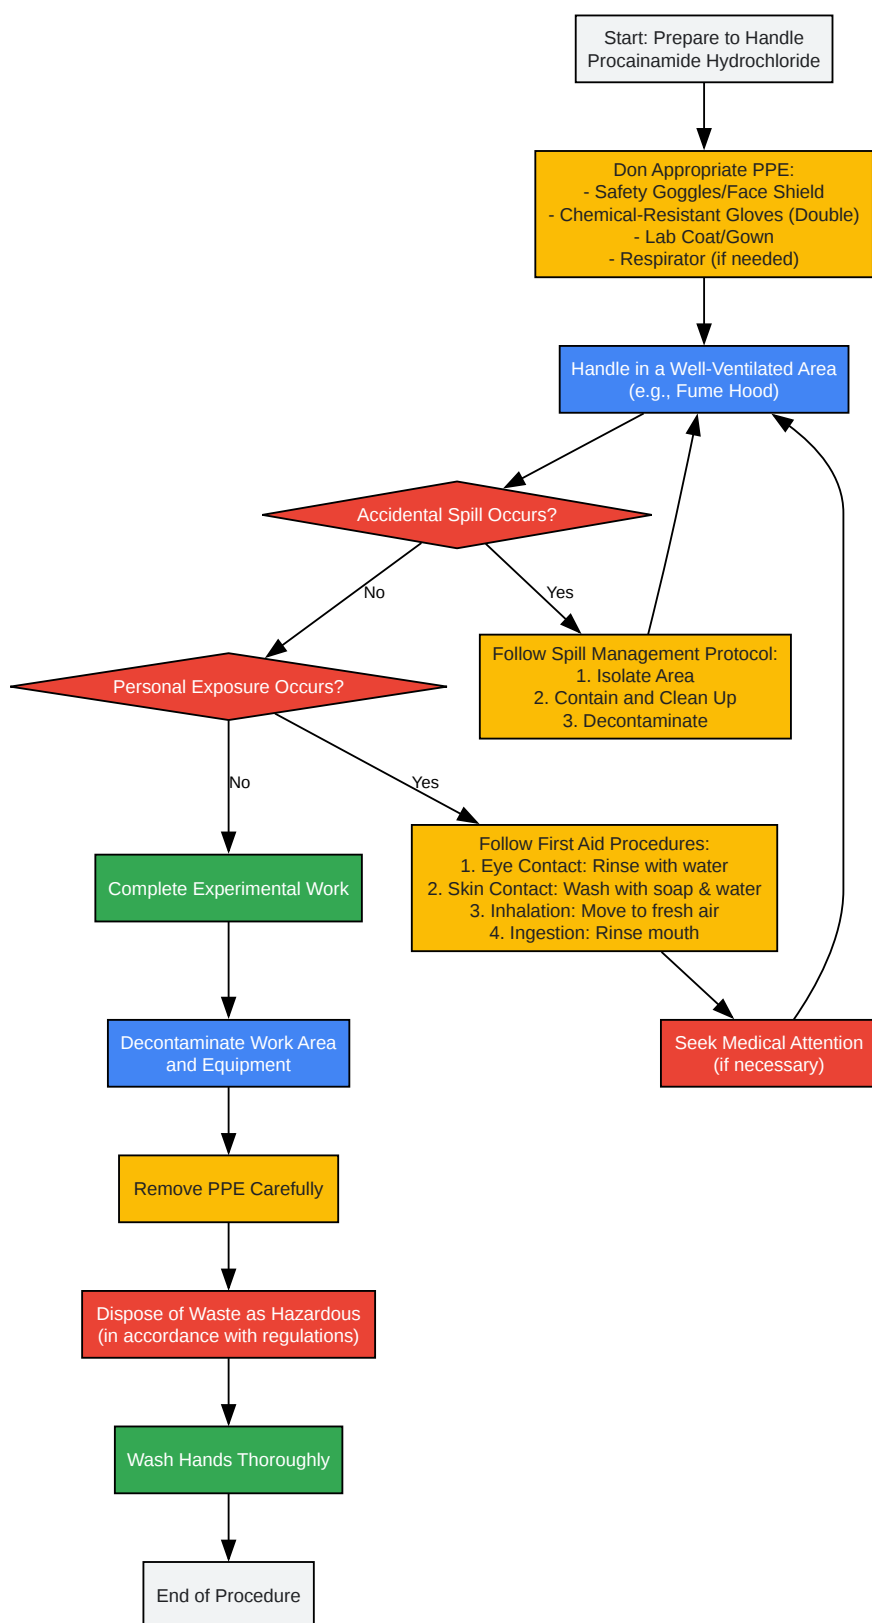 Start: Prepare to Handle
Procainamide Hydrochloride
Don Appropriate PPE:
- Safety Goggles/Face Shield
- Chemical-Resistant Gloves (Double)
- Lab Coat/Gown
- Respirator (if needed)
Handle in a Well-Ventilated Area
(e.g., Fume Hood)
Accidental Spill Occurs?
No
Yes
Follow Spill Management Protocol:
1. Isolate Area
2. Contain and Clean Up
3. Decontaminate
Personal Exposure Occurs?
No
Yes
Follow First Aid Procedures:
1. Eye Contact: Rinse with water
2. Skin Contact: Wash with soap & water
3. Inhalation: Move to fresh air
4. Ingestion: Rinse mouth
Complete Experimental Work
Seek Medical Attention
(if necessary)
Decontaminate Work Area
and Equipment
Remove PPE Carefully
Dispose of Waste as Hazardous
(in accordance with regulations)
Wash Hands Thoroughly
End of Procedure